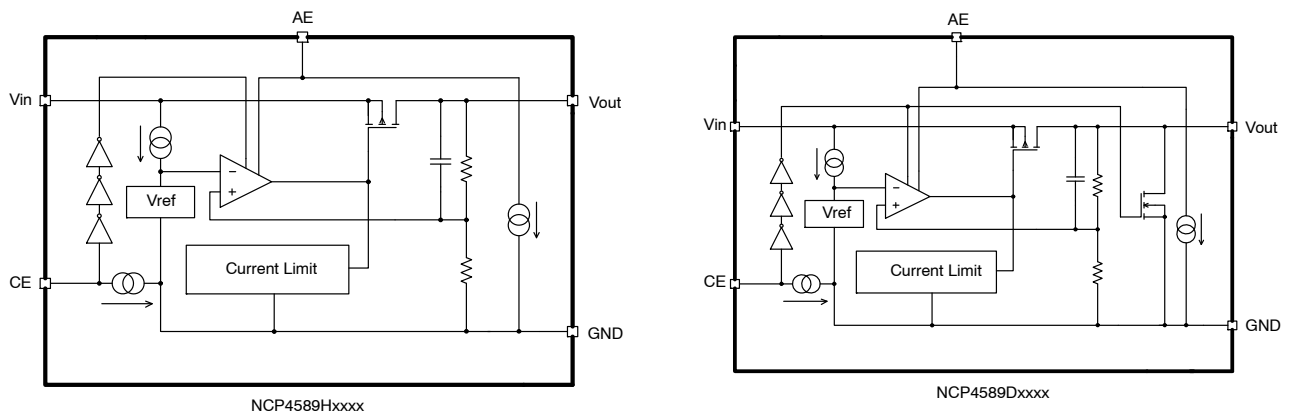 AE
Vin
Vout
−
+
Vref
Current Limit
CE
GND
NCP4589Hxxxx
AE
Vin
Vout
−
+
Vref
Current Limit
CE
GND
NCP4589Dxxxx